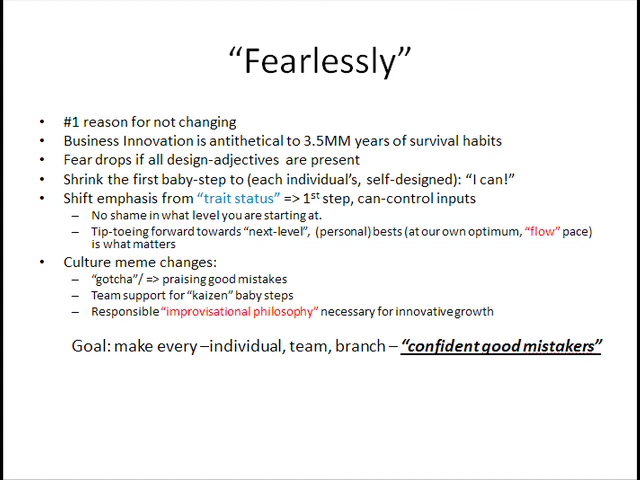 “Fearlessly”
• #1 reason for not changing
• Business Innovation is antithetical to 3.5MM years of survival habits
• Fear drops if all design-adjectives are present
• Shrink the first baby-step to (each individual’s, self-designed): “I can!”
• Shift emphasis from “trait status” => 1st step, can-control inputs
– No shame in what level you are starting at.
– Tip-toeing forward towards “next-level”, (personal) bests (at our own optimum, “flow” pace)
is what matters
• Culture meme changes:
– “gotcha”/ => praising good mistakes
– Team support for “kaizen” baby steps
– Responsible “improvisational philosophy” necessary for innovative growth
Goal: make every –individual, team, branch – “confident good mistakers”